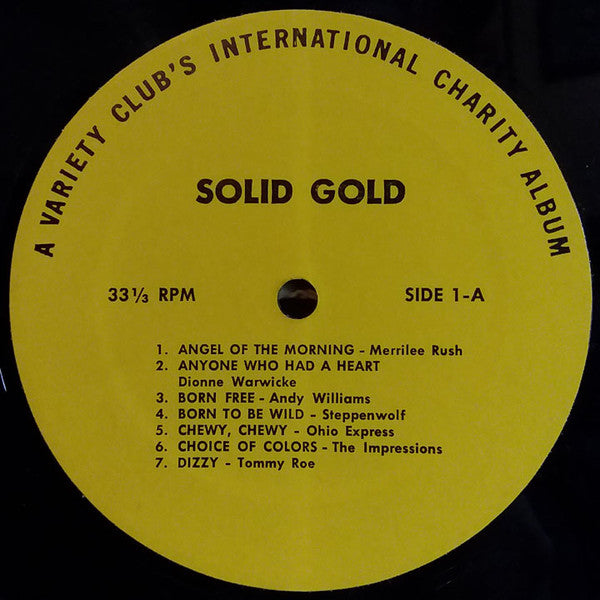 A VARIETY CLUB'S INTERNATIONAL CHARITY ALBUM
SOLID GOLD
33 1/3 RPM
SIDE 1-A
1. ANGEL OF THE MORNING - Merrilee Rush
2. ANYONE WHO HAD A HEART
Dionne Warwicke
3. BORN FREE - Andy Williams
4. BORN TO BE WILD - Steppenwolf
5. CHEWY, CHEWY - Ohio Express
6. CHOICE OF COLORS - The Impressions
7. DIZZY - Tommy Roe